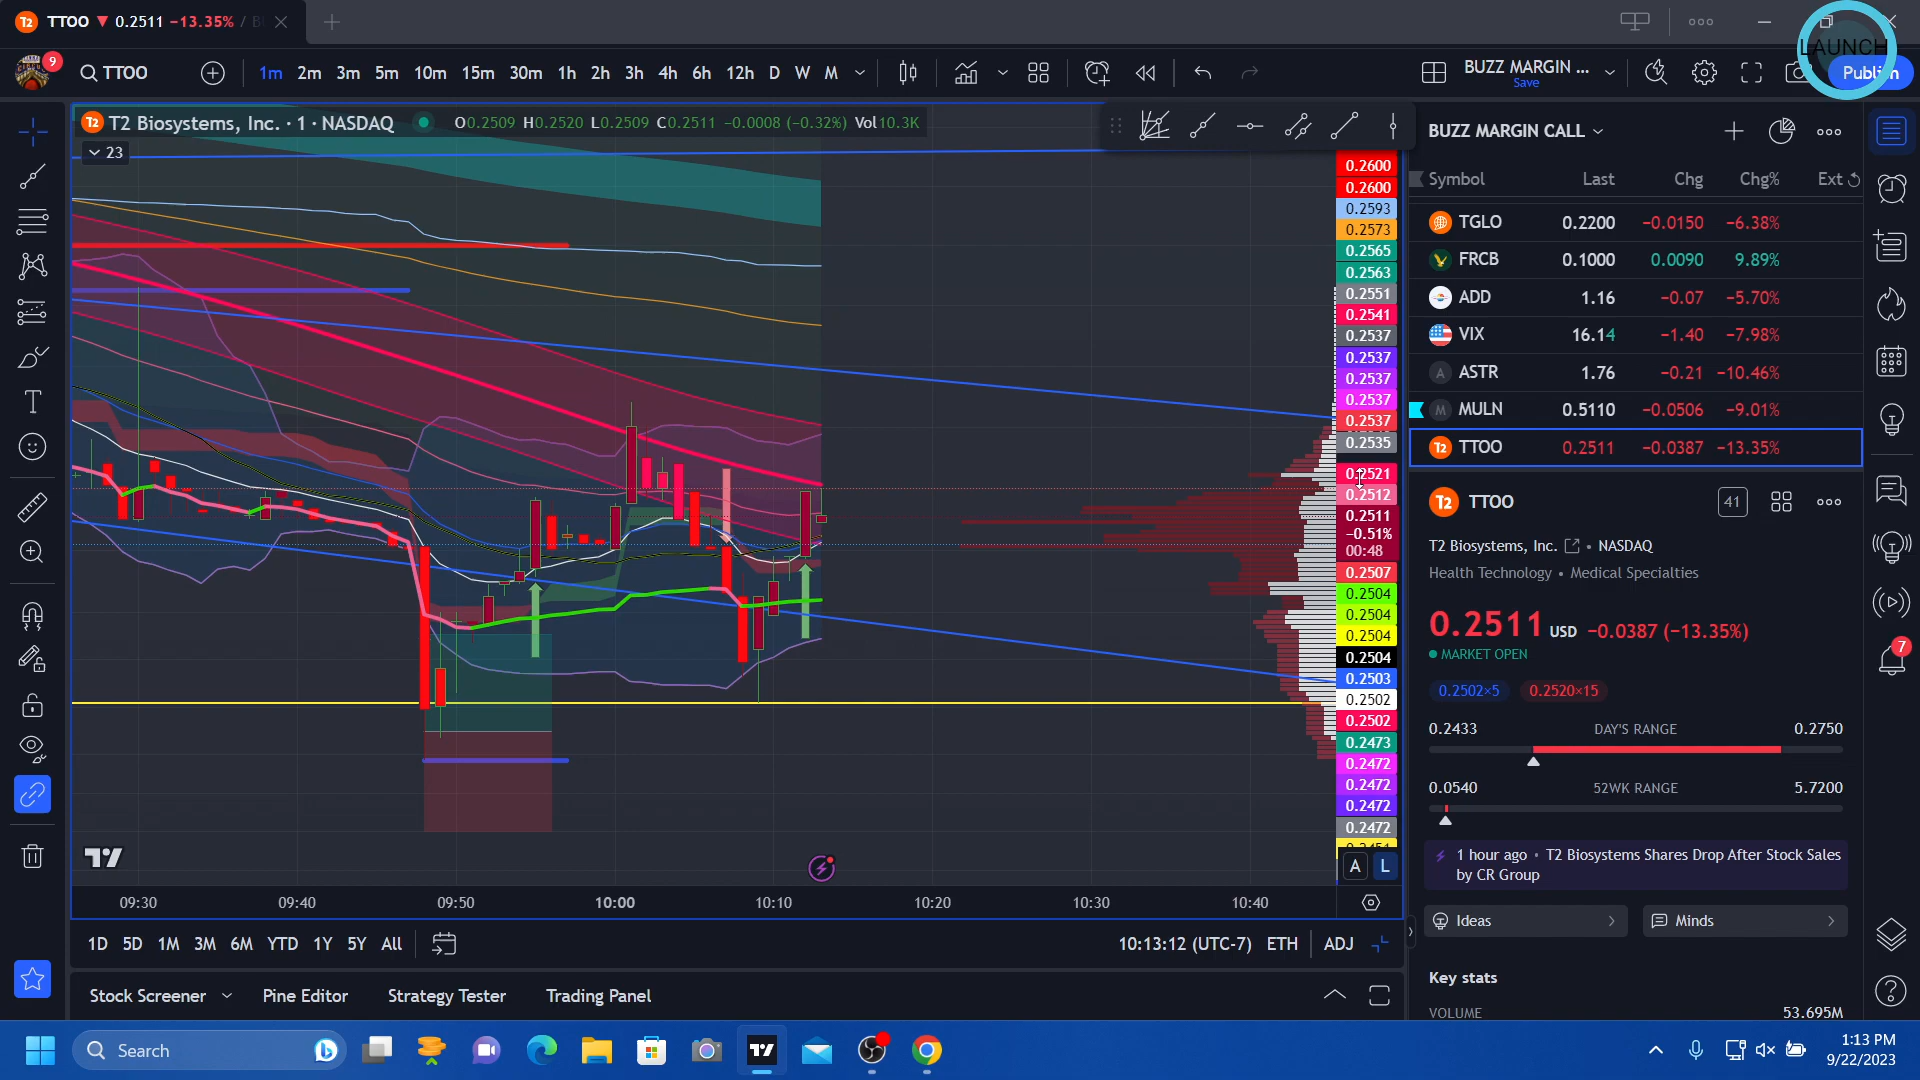 TTOO ▼ 0.2511 −13.35% / B
LAUNCH
9
TTOO
1m 2m 3m 5m 10m 15m 30m 1h 2h 3h 4h 6h 12h D W M
BUZZ MARGIN ...
Save
Publish
T2 Biosystems, Inc. · 1 · NASDAQ
O0.2509 H0.2520 L0.2509 C0.2511 −0.0008 (−0.32%) Vol10.3K
23
0.2600
0.2600
0.2593
0.2573
0.2565
0.2563
0.2551
0.2541
0.2537
0.2537
0.2537
0.2537
0.2537
0.2535
0.2521
0.2512
0.2511
−0.51%
00:48
0.2507
0.2504
0.2504
0.2504
0.2504
0.2503
0.2502
0.2502
0.2473
0.2472
0.2472
0.2472
0.2472
A L
09:30 09:40 09:50 10:00 10:10 10:20 10:30 10:40
1D 5D 1M 3M 6M YTD 1Y 5Y All
10:13:12 (UTC-7) ETH ADJ
Stock Screener Pine Editor Strategy Tester Trading Panel
BUZZ MARGIN CALL
Symbol Last Chg Chg% Ext
TGLO 0.2200 −0.0150 −6.38%
FRCB 0.1000 0.0090 9.89%
ADD 1.16 −0.07 −5.70%
VIX 16.14 −1.40 −7.98%
A ASTR 1.76 −0.21 −10.46%
M MULN 0.5110 −0.0506 −9.01%
T2 TTOO 0.2511 −0.0387 −13.35%
T2 TTOO 41
T2 Biosystems, Inc. • NASDAQ
Health Technology • Medical Specialties
0.2511 USD −0.0387 (−13.35%)
MARKET OPEN
0.2502×5 0.2520×15
0.2433 DAY'S RANGE 0.2750
0.0540 52WK RANGE 5.7200
1 hour ago • T2 Biosystems Shares Drop After Stock Sales
by CR Group
Ideas Minds
Key stats
VOLUME 53.695M
7
Search
1:13 PM
9/22/2023